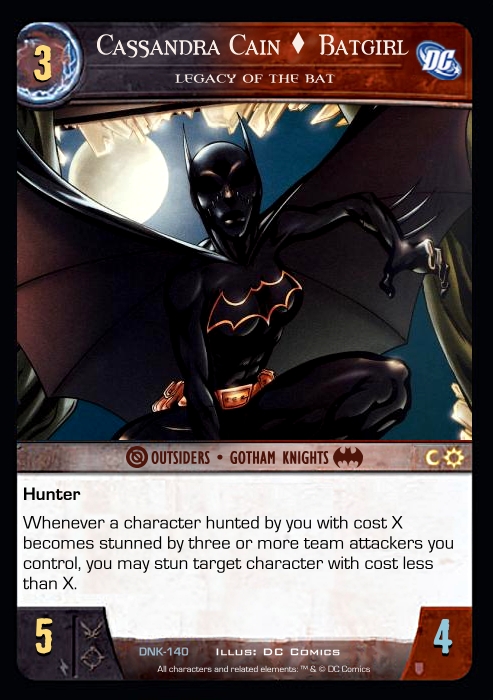 3
CASSANDRA CAIN ♦ BATGIRL
LEGACY OF THE BAT
DC
OUTSIDERS • GOTHAM KNIGHTS
C
Hunter
Whenever a character hunted by you with cost X
becomes stunned by three or more team attackers you
control, you may stun target character with cost less
than X.
5
4
DNK-140 ILLUS: DC COMICS
All characters and related elements: ™ & © DC Comics